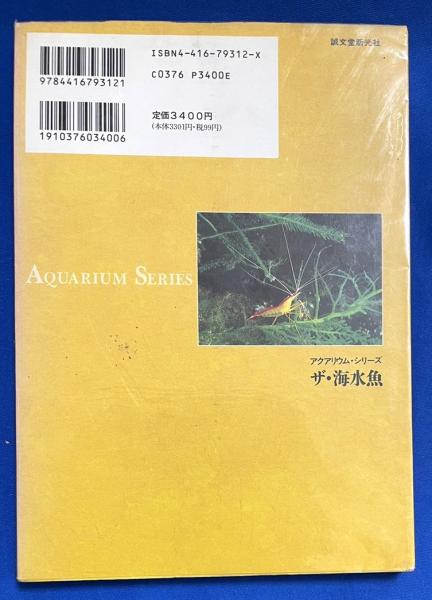 ISBN4-416-79312-X
C0376 P3400E
9784416793121
定価3400円
(本体3301円・税99円)
1910376034006
誠文堂新光社
AQUARIUM SERIES
アクアリウム・シリーズ
ザ・海水魚